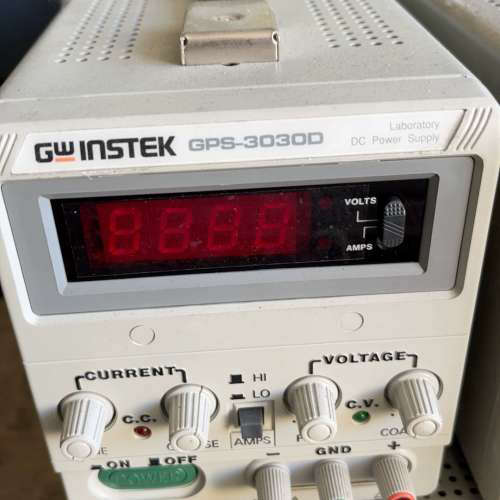 GW INSTEK GPS-3030D
Laboratory
DC Power Supply
VOLTS
AMPS
CURRENT
HI
LO
VOLTAGE
C.C.
AMPS
C.V.
ON OFF
POWER
- GND +